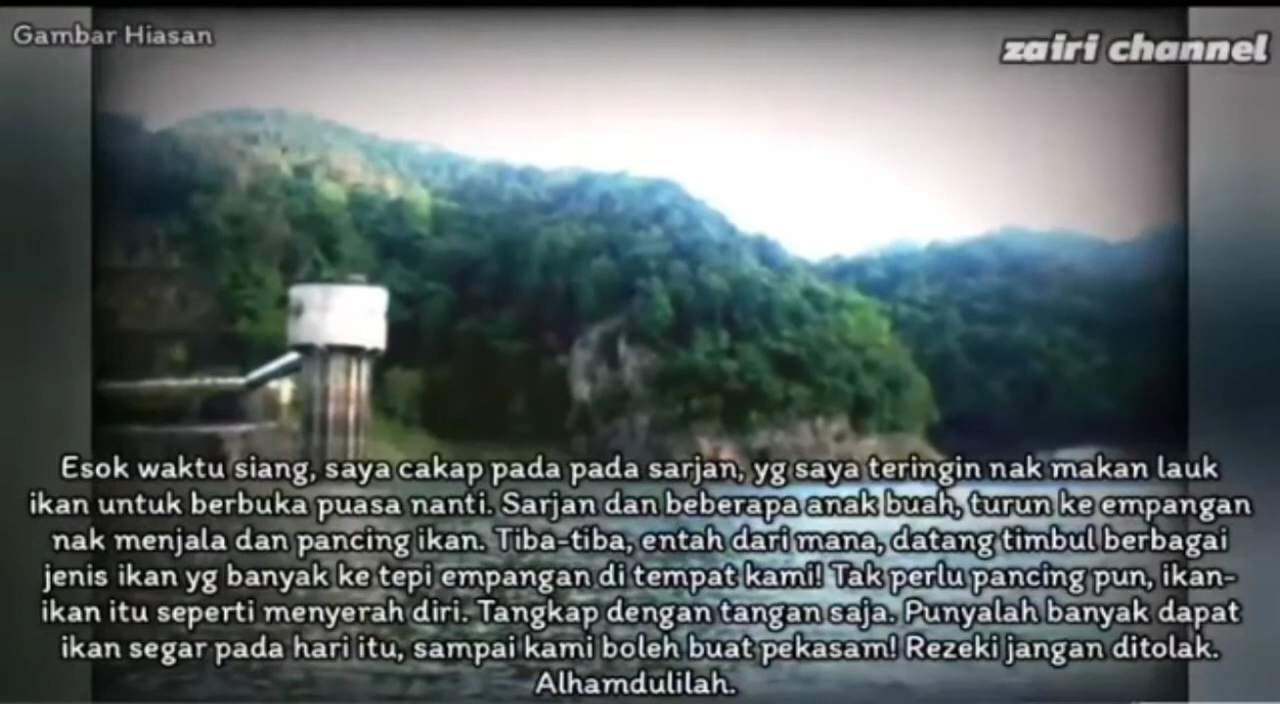 Gambar Hiasan
zairi channel
Esok waktu siang, saya cakap pada pada sarjan, yg saya teringin nak makan lauk
ikan untuk berbuka puasa nanti. Sarjan dan beberapa anak buah, turun ke empangan
nak menjala dan pancing ikan. Tiba-tiba, entah dari mana, datang timbul berbagai
jenis ikan yg banyak ke tepi empangan di tempat kami! Tak perlu pancing pun, ikan-
ikan itu seperti menyerah diri. Tangkap dengan tangan saja. Punyalah banyak dapat
ikan segar pada hari itu, sampai kami boleh buat pekasam! Rezeki jangan ditolak.
Alhamdulilah.